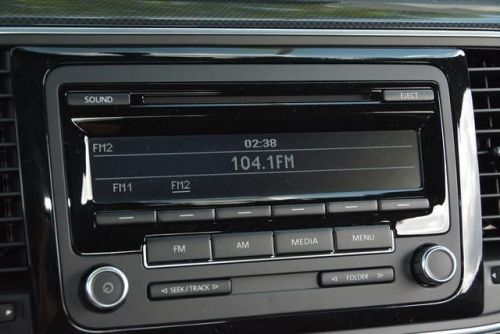 SOUND EJECT
FM2 02:38
104.1FM
FM1 FM2
FM AM MEDIA MENU
< SEEK / TRACK > < FOLDER >